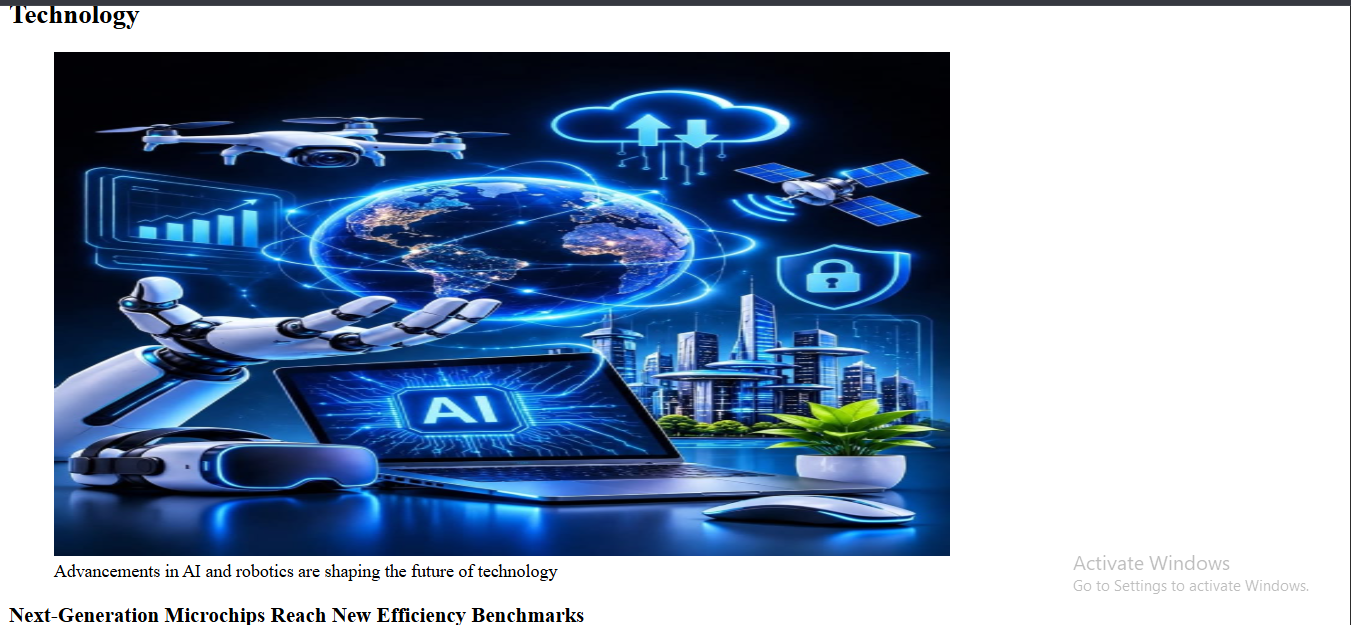 Technology
AI
Advancements in AI and robotics are shaping the future of technology
Activate Windows
Go to Settings to activate Windows.
Next-Generation Microchips Reach New Efficiency Benchmarks